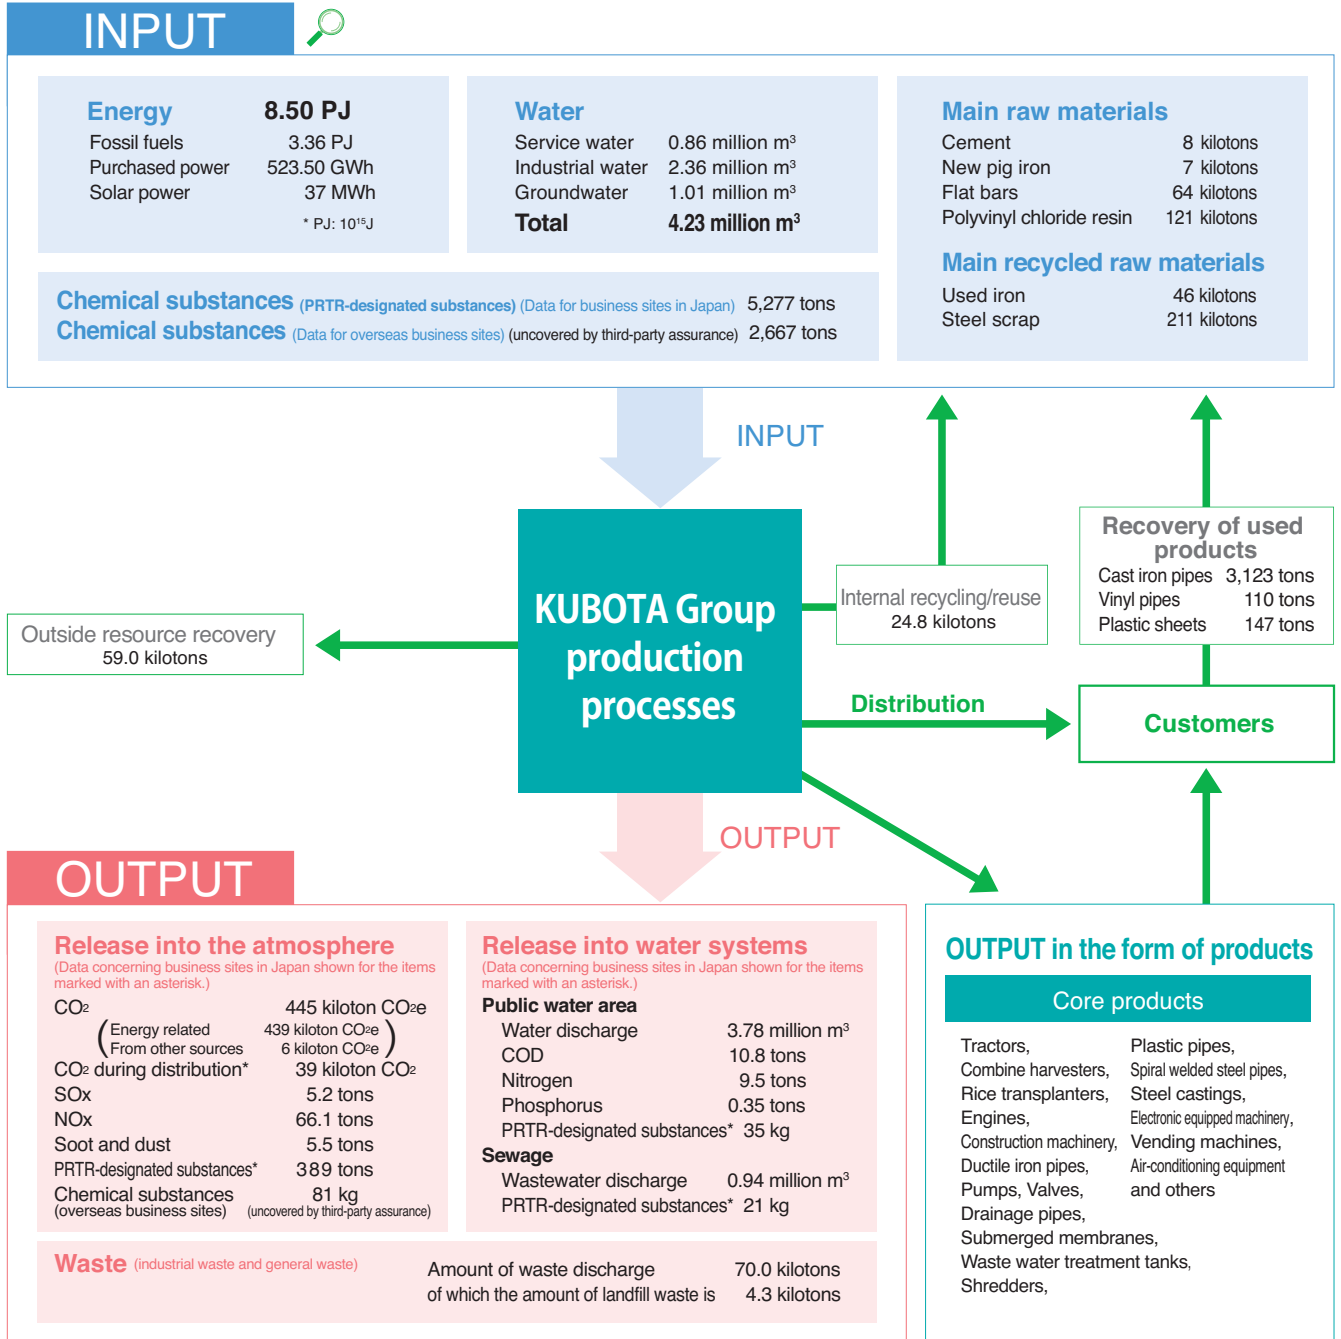 INPUT
Energy 8.50 PJ
Fossil fuels 3.36 PJ
Purchased power 523.50 GWh
Solar power 37 MWh
* PJ: 10¹⁵J
Water
Service water 0.86 million m³
Industrial water 2.36 million m³
Groundwater 1.01 million m³
Total 4.23 million m³
Main raw materials
Cement 8 kilotons
New pig iron 7 kilotons
Flat bars 64 kilotons
Polyvinyl chloride resin 121 kilotons
Main recycled raw materials
Used iron 46 kilotons
Steel scrap 211 kilotons
Chemical substances (PRTR-designated substances) (Data for business sites in Japan) 5,277 tons
Chemical substances (Data for overseas business sites) (uncovered by third-party assurance) 2,667 tons
INPUT
KUBOTA Group
production
processes
Outside resource recovery
59.0 kilotons
Internal recycling/reuse
24.8 kilotons
Recovery of used
products
Cast iron pipes 3,123 tons
Vinyl pipes 110 tons
Plastic sheets 147 tons
Distribution
Customers
OUTPUT
OUTPUT
Release into the atmosphere
(Data concerning business sites in Japan shown for the items
marked with an asterisk.)
CO₂ 445 kiloton CO₂e
(Energy related 439 kiloton CO₂e
From other sources 6 kiloton CO₂e)
CO₂ during distribution* 39 kiloton CO₂
SOx 5.2 tons
NOx 66.1 tons
Soot and dust 5.5 tons
PRTR-designated substances* 389 tons
Chemical substances 81 kg
(overseas business sites) (uncovered by third-party assurance)
Release into water systems
(Data concerning business sites in Japan shown for the items
marked with an asterisk.)
Public water area
Water discharge 3.78 million m³
COD 10.8 tons
Nitrogen 9.5 tons
Phosphorus 0.35 tons
PRTR-designated substances* 35 kg
Sewage
Wastewater discharge 0.94 million m³
PRTR-designated substances* 21 kg
Waste (industrial waste and general waste)
Amount of waste discharge 70.0 kilotons
of which the amount of landfill waste is 4.3 kilotons
OUTPUT in the form of products
Core products
Tractors,
Combine harvesters,
Rice transplanters,
Engines,
Construction machinery,
Ductile iron pipes,
Pumps, Valves,
Drainage pipes,
Submerged membranes,
Waste water treatment tanks,
Shredders,
Plastic pipes,
Spiral welded steel pipes,
Steel castings,
Electronic equipped machinery,
Vending machines,
Air-conditioning equipment
and others